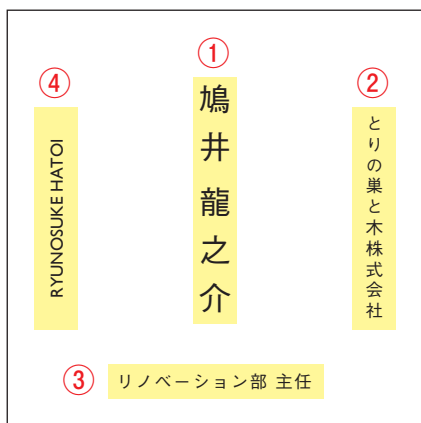 ①
鳩井 龍之介
②
とりの巣と木株式会社
③
リノベーション部 主任
④
RYUNOSUKE HATOI